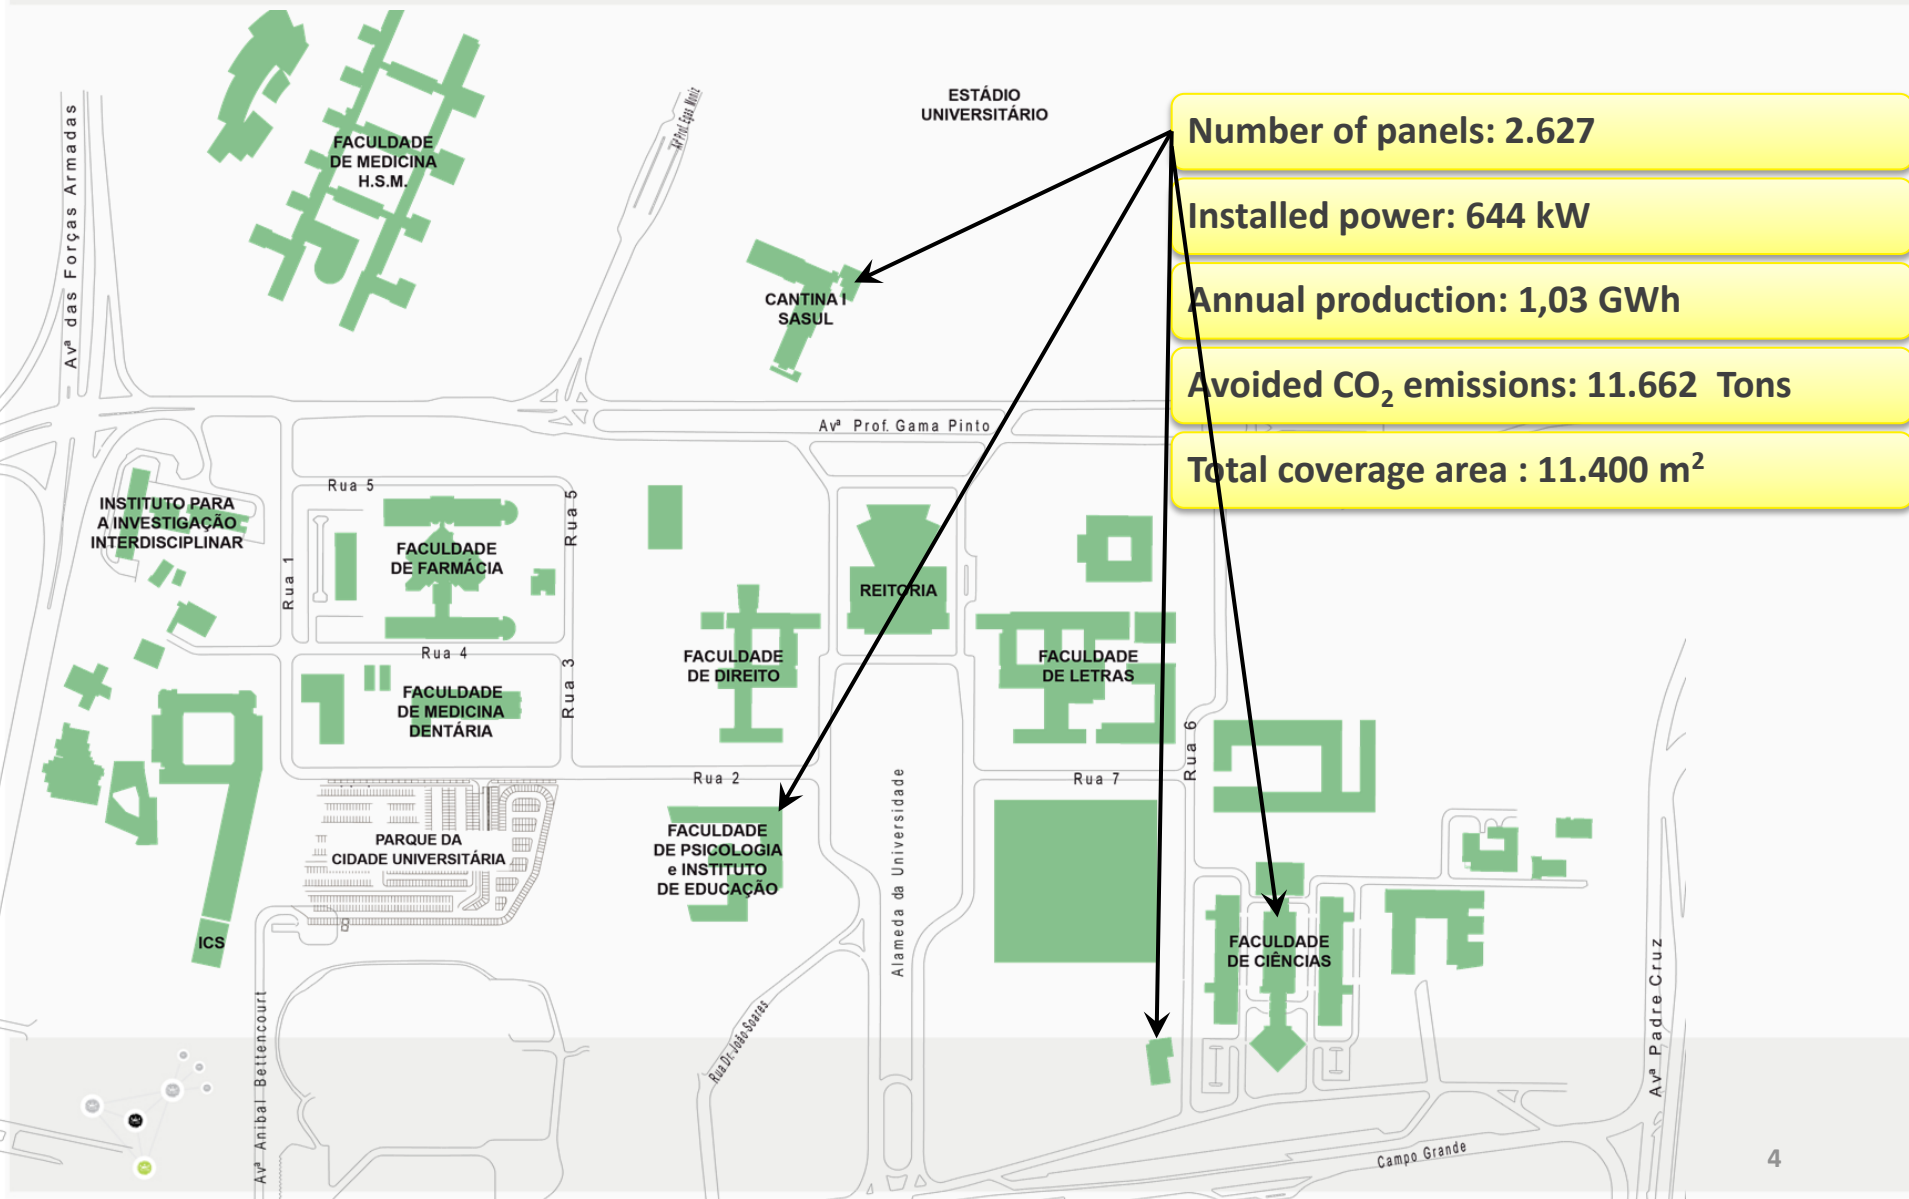 ESTÁDIO
UNIVERSITÁRIO
Avª Prof. Egas Moniz
Avª das Forças Armadas
FACULDADE
DE MEDICINA
H.S.M.
Number of panels: 2.627
Installed power: 644 kW
Annual production: 1,03 GWh
Avoided CO₂ emissions: 11.662 Tons
Total coverage area : 11.400 m²
CANTINA I
SASUL
Avª Prof. Gama Pinto
Rua 5
Rua 5
INSTITUTO PARA
A INVESTIGAÇÃO
INTERDISCIPLINAR
Rua 1
FACULDADE
DE FARMÁCIA
REITORIA
Rua 4
Rua 3
FACULDADE
DE DIREITO
FACULDADE
DE LETRAS
FACULDADE
DE MEDICINA
DENTÁRIA
Rua 6
Rua 2
Rua 7
PARQUE DA
CIDADE UNIVERSITÁRIA
FACULDADE
DE PSICOLOGIA
e INSTITUTO
DE EDUCAÇÃO
Alameda da Universidade
ICS
FACULDADE
DE CIÊNCIAS
Avª Padre Cruz
Avª Anibal Bettencourt
Rua Dr. João Soares
Campo Grande
4